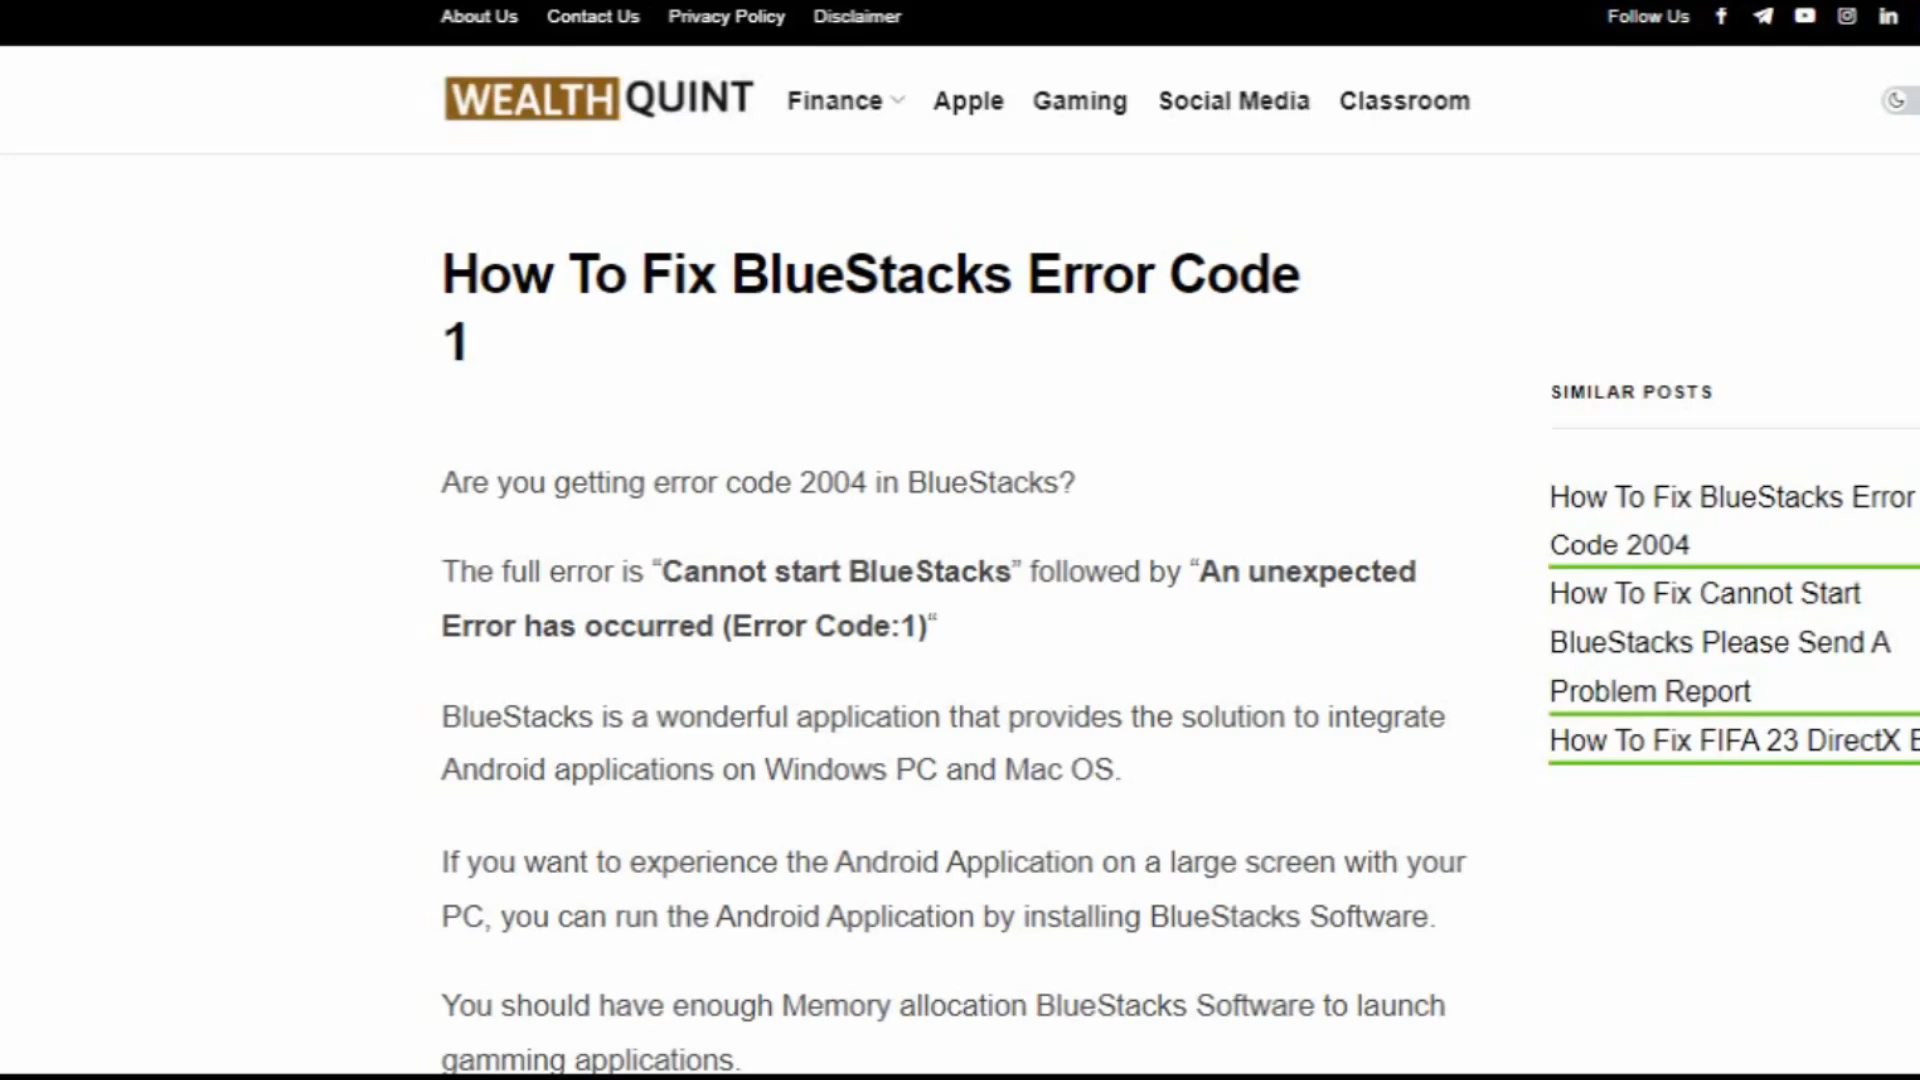 About Us Contact Us Privacy Policy Disclaimer Follow Us
WEALTH QUINT Finance Apple Gaming Social Media Classroom
How To Fix BlueStacks Error Code
1
Are you getting error code 2004 in BlueStacks?
The full error is “Cannot start BlueStacks” followed by “An unexpected
Error has occurred (Error Code:1)“
BlueStacks is a wonderful application that provides the solution to integrate
Android applications on Windows PC and Mac OS.
If you want to experience the Android Application on a large screen with your
PC, you can run the Android Application by installing BlueStacks Software.
You should have enough Memory allocation BlueStacks Software to launch
gamming applications.
SIMILAR POSTS
How To Fix BlueStacks Error
Code 2004
How To Fix Cannot Start
BlueStacks Please Send A
Problem Report
How To Fix FIFA 23 DirectX